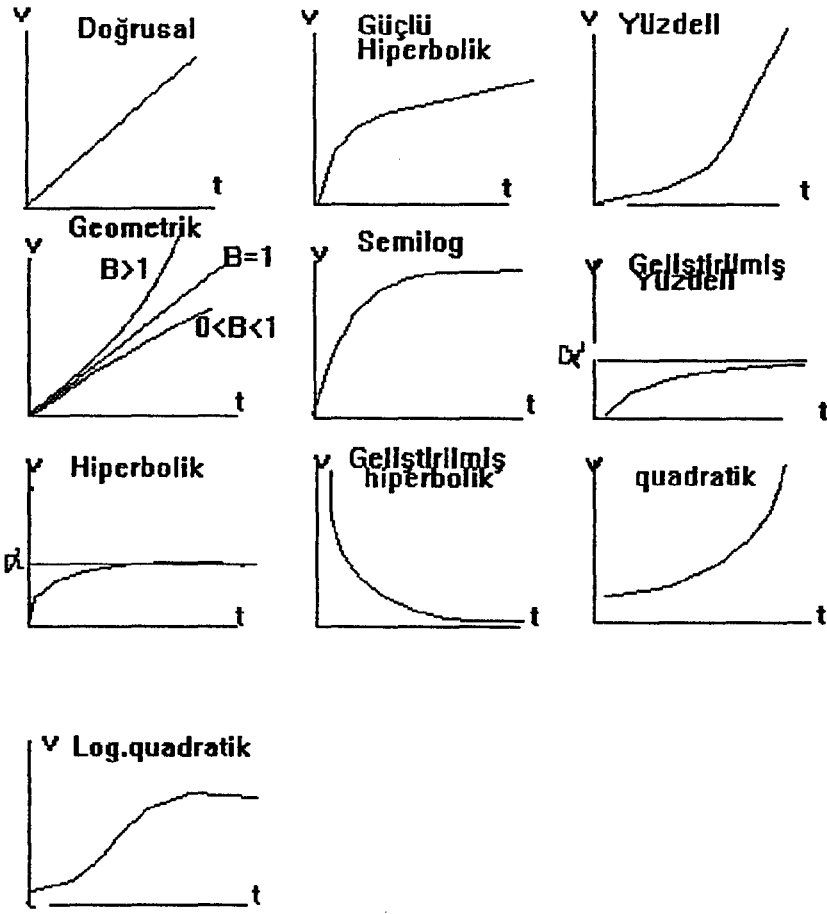 v
Doğrusal
t
v
Güçlü
Hiperbolik
t
v
Yüzdeli
t
v
Geometrik
B>1
B=1
0<B<1
t
v
Semilog
t
v
Geliştirilmiş
Yüzdeli
t
v
Hiperbolik
t
v
Geliştirilmiş
hiperbolik
t
v
quadratik
t
v
Log.quadratik
t